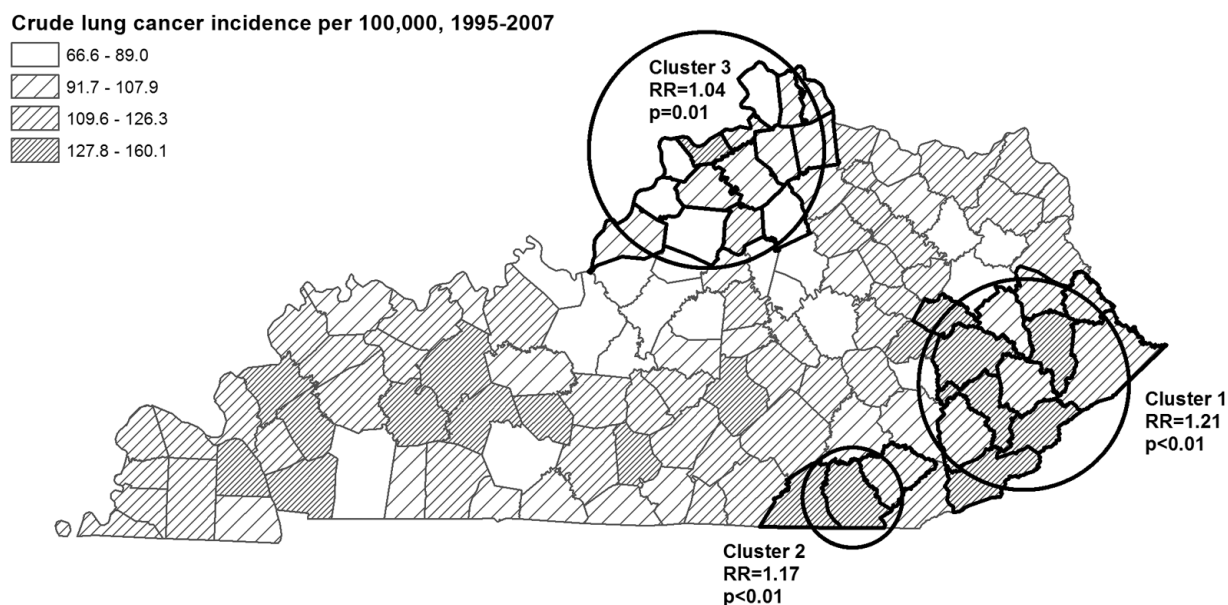 Crude lung cancer incidence per 100,000, 1995-2007
66.6 - 89.0
91.7 - 107.9
109.6 - 126.3
127.8 - 160.1
Cluster 3
RR=1.04
p=0.01
Cluster 1
RR=1.21
p<0.01
Cluster 2
RR=1.17
p<0.01